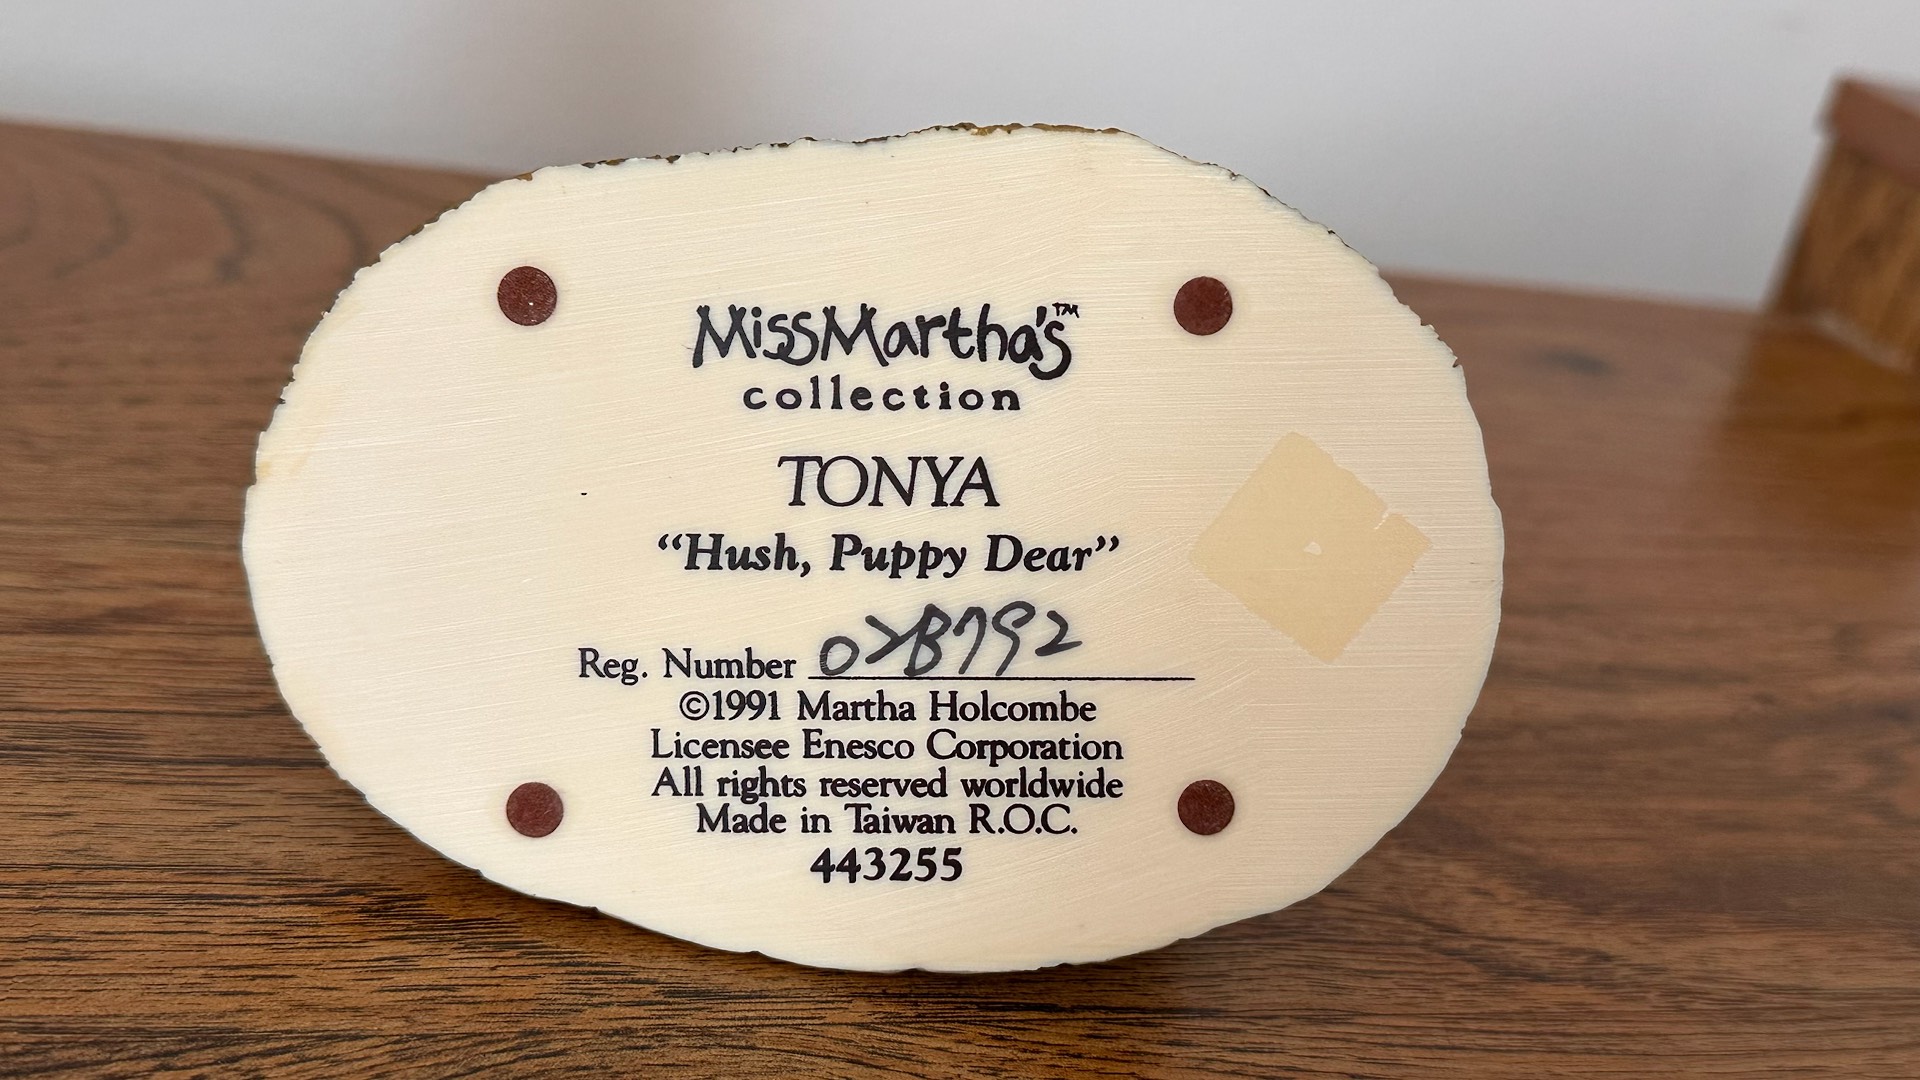 MissMartha's™
collection
TONYA
“Hush, Puppy Dear”
Reg. Number
©1991 Martha Holcombe
Licensee Enesco Corporation
All rights reserved worldwide
Made in Taiwan R.O.C.
443255